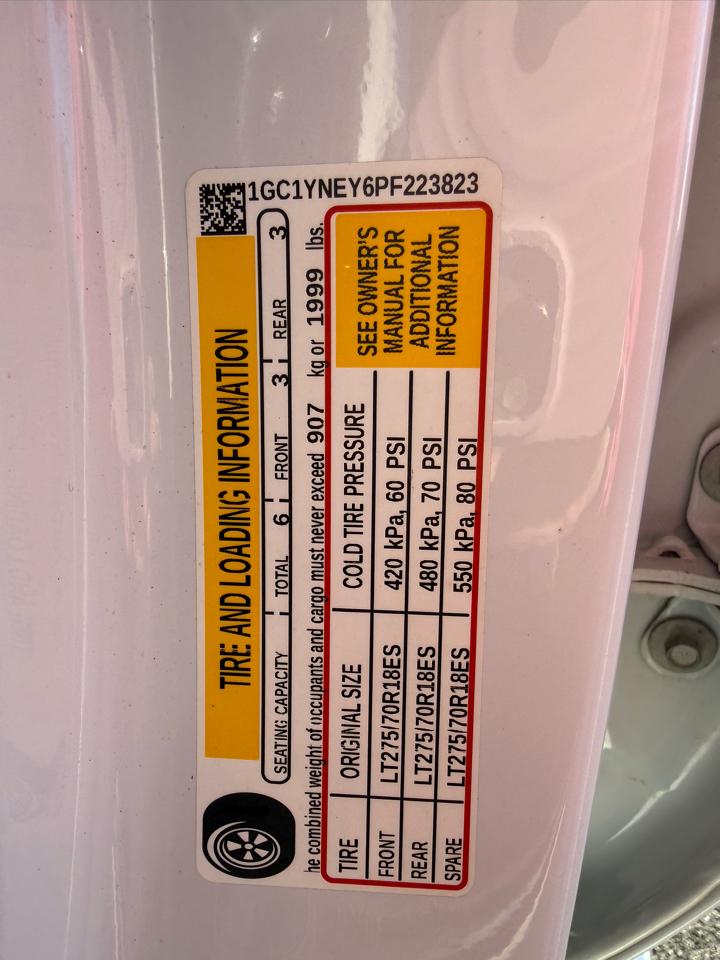 1GC1YNEY6PF223823
TIRE AND LOADING INFORMATION
SEATING CAPACITY TOTAL 6 FRONT 3 REAR 3
he combined weight of occupants and cargo must never exceed 907 kg or 1999 lbs.
TIRE ORIGINAL SIZE COLD TIRE PRESSURE
FRONT LT275/70R18ES 420 kPa, 60 PSI
REAR LT275/70R18ES 480 kPa, 70 PSI
SPARE LT275/70R18ES 550 kPa, 80 PSI
SEE OWNER'S
MANUAL FOR
ADDITIONAL
INFORMATION